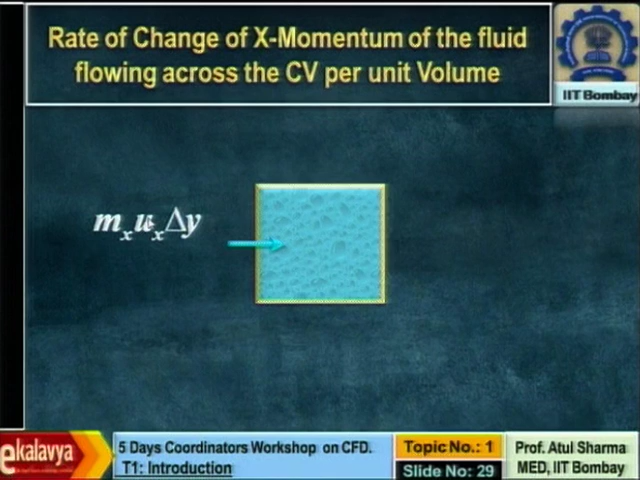 Rate of Change of X-Momentum of the fluid
flowing across the CV per unit Volume
IIT Bombay
mₓuₓΔy
ekalavya
5 Days Coordinators Workshop on CFD.
T1: Introduction
Topic No.: 1
Slide No: 29
Prof. Atul Sharma
MED, IIT Bombay